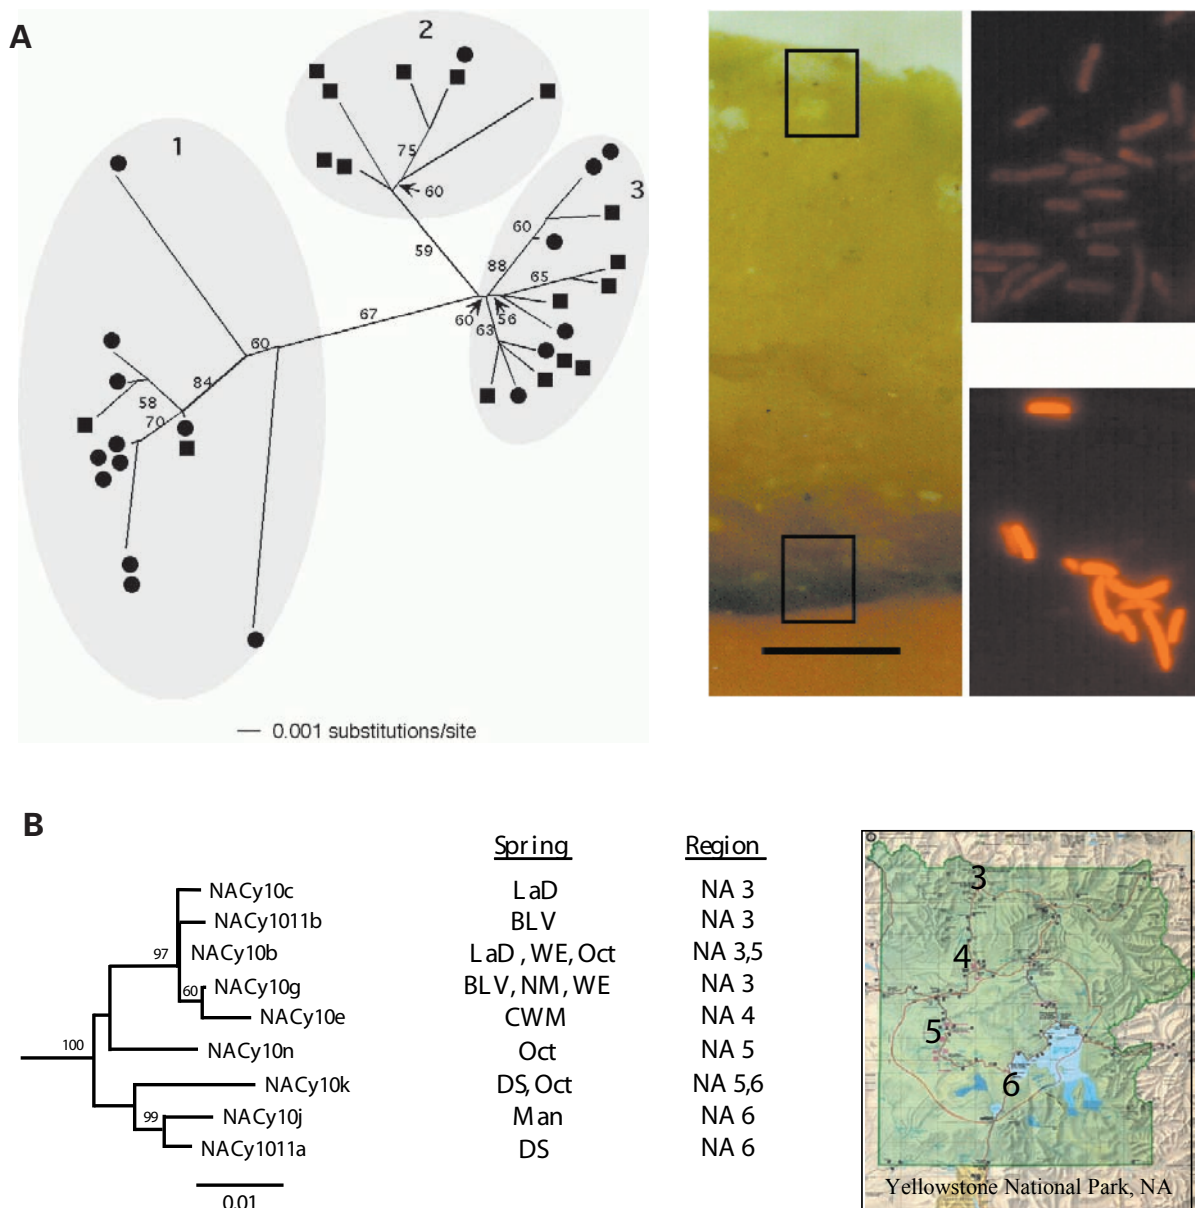 A
2
1
75
60
3
60
59
88
65
60
56
63
67
60
84
58
70
0.001 substitutions/site
B
Spring Region
NACy10c LaD NA 3
NACy1011b BLV NA 3
97 NACy10b LaD, WE, Oct NA 3,5
60 NACy10g BLV, NM, WE NA 3
NACy10e CWM NA 4
100 NACy10n Oct NA 5
NACy10k DS, Oct NA 5,6
99 NACy10j Man NA 6
NACy1011a DS NA 6
0.01
3
4
5
6
Yellowstone National Park, NA